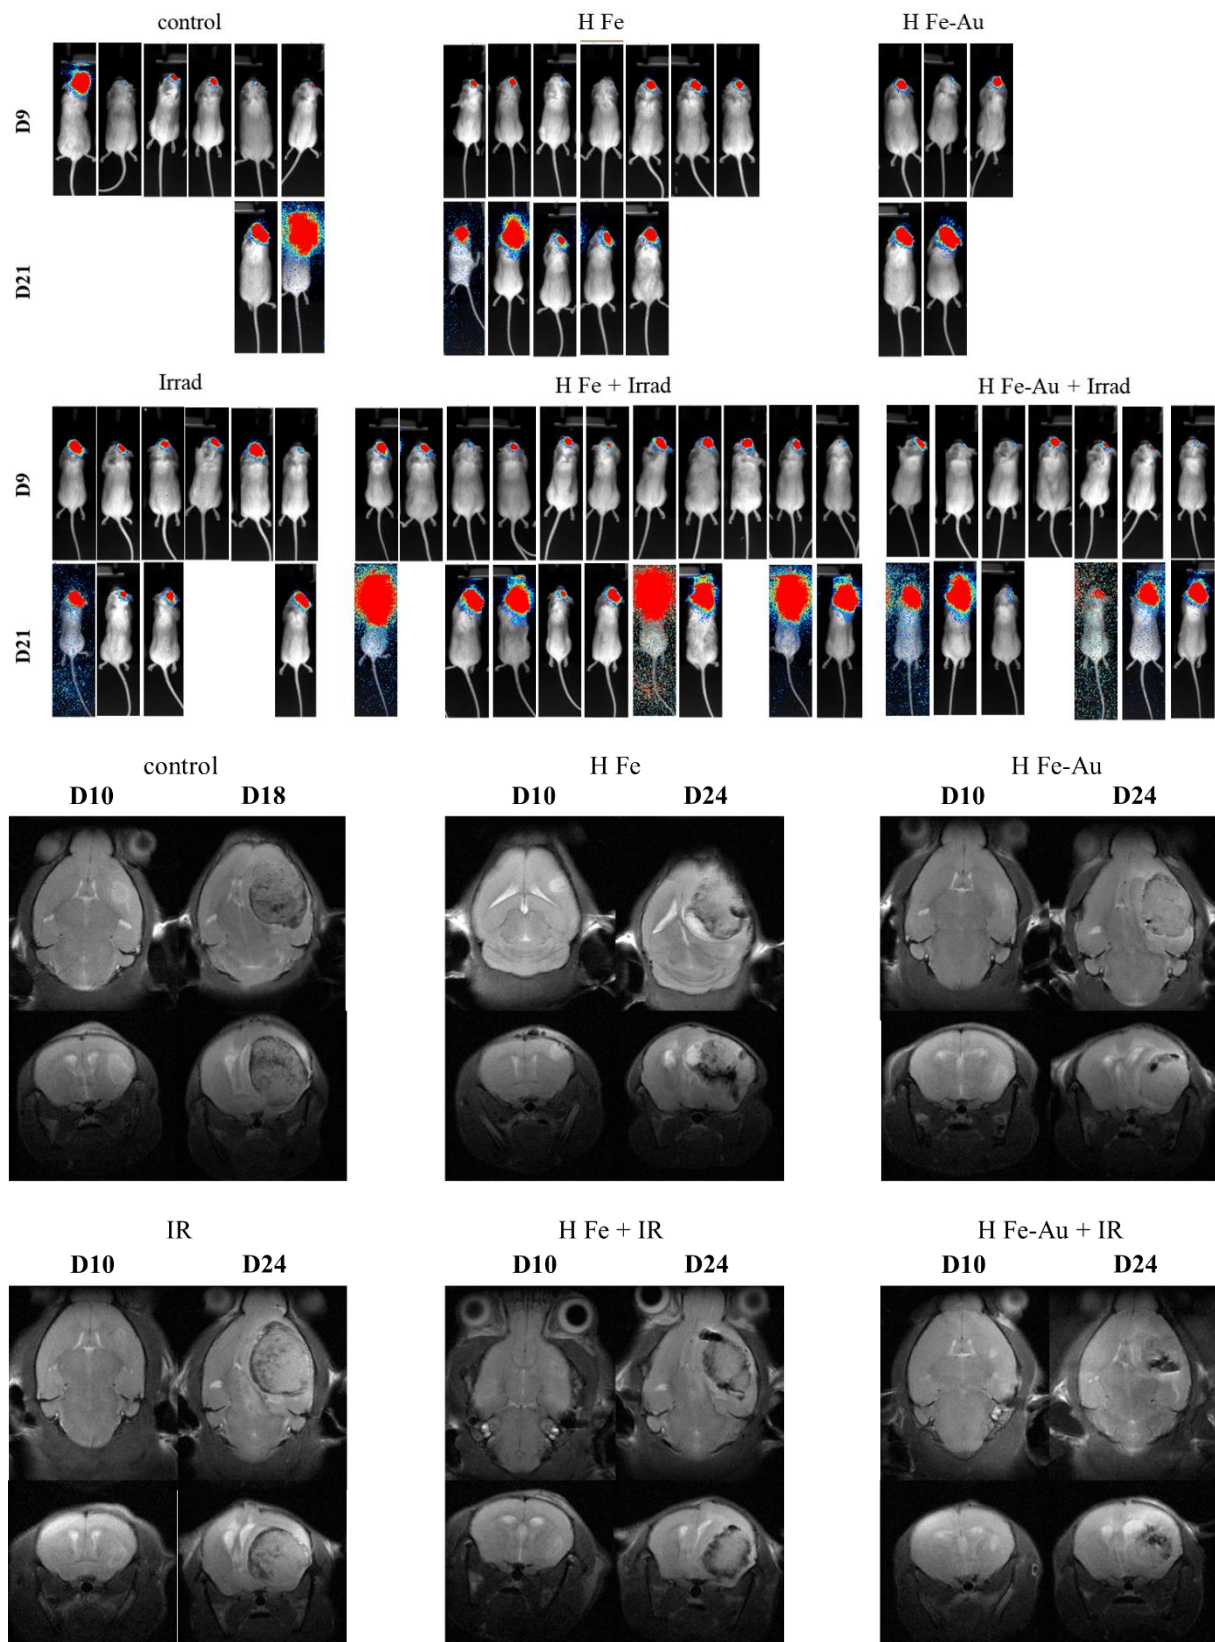 control H Fe H Fe-Au
D9
D21
Irrad H Fe + Irrad H Fe-Au + Irrad
D9
D21
control H Fe H Fe-Au
D10 D18 D10 D24 D10 D24
IR H Fe + IR H Fe-Au + IR
D10 D24 D10 D24 D10 D24